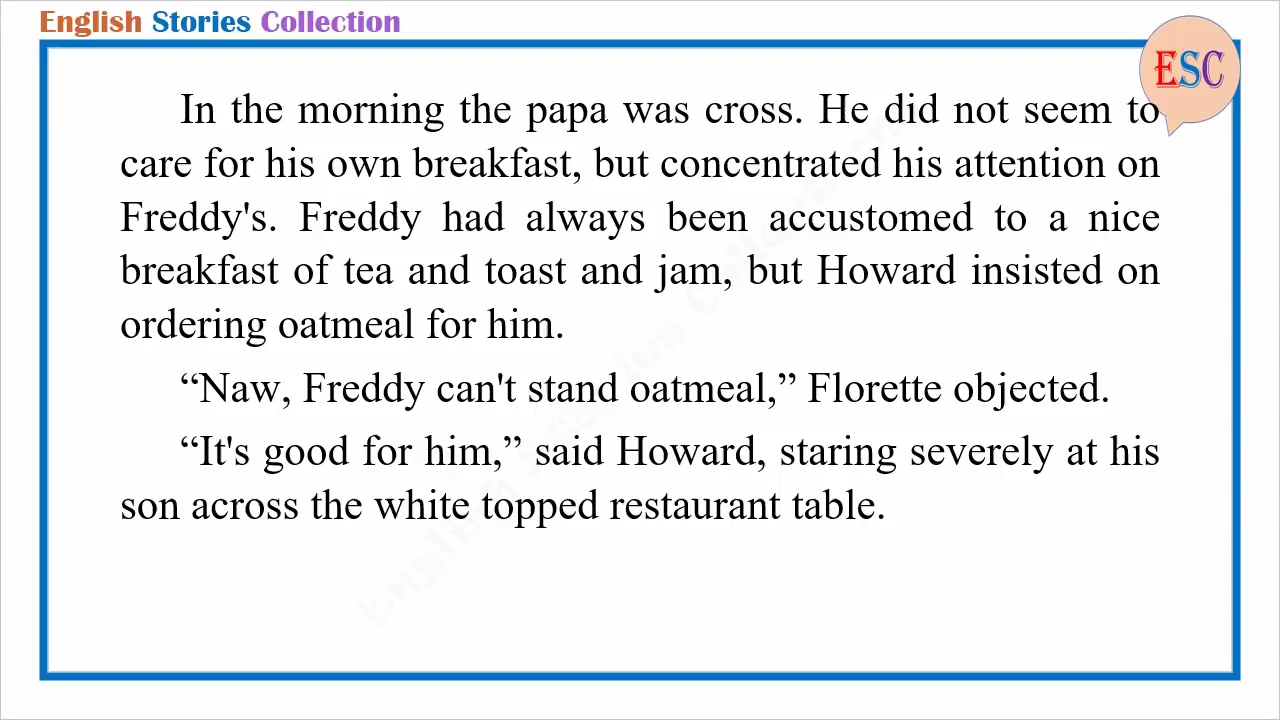 English Stories Collection
ESC
In the morning the papa was cross. He did not seem to
care for his own breakfast, but concentrated his attention on
Freddy's. Freddy had always been accustomed to a nice
breakfast of tea and toast and jam, but Howard insisted on
ordering oatmeal for him.
“Naw, Freddy can't stand oatmeal,” Florette objected.
“It's good for him,” said Howard, staring severely at his
son across the white topped restaurant table.
English Stories Collection